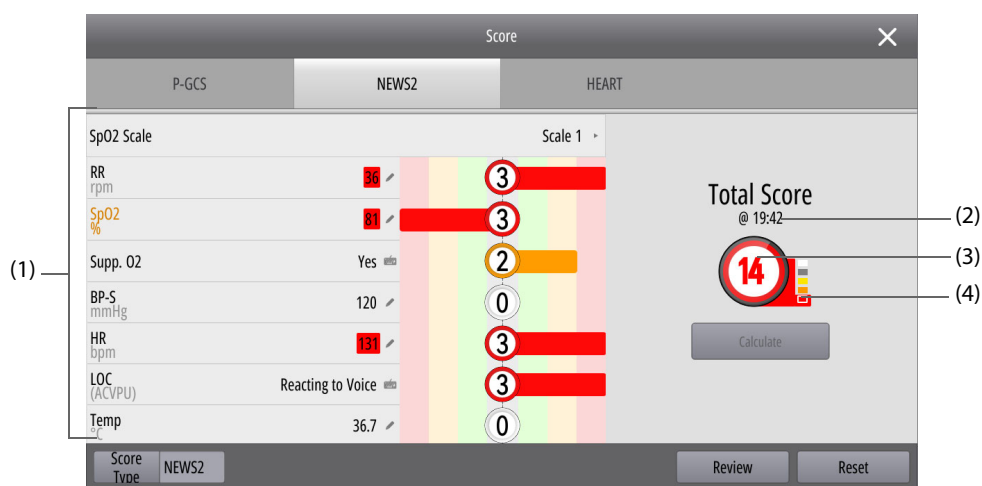 Score
P-GCS NEWS2 HEART
SpO2 Scale Scale 1
RR 36 3
rpm
SpO2 81 3
%
Supp. O2 Yes 2
BP-S 120 0
mmHg
HR 131 3
bpm
LOC Reacting to Voice 3
(ACVPU)
Temp 36.7 0
°C
Total Score
@ 19:42
14
Calculate
Score Type NEWS2 Review Reset
(1)
(2)
(3)
(4)